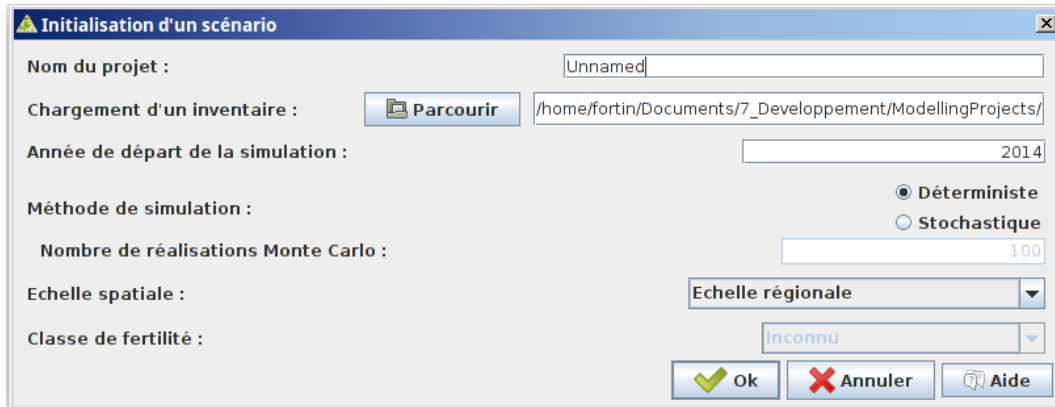 Initialisation d'un scénario
Nom du projet :
Unnamed
Chargement d'un inventaire :
Parcourir
/home/fortin/Documents/7_Developpement/ModellingProjects/
Année de départ de la simulation :
2014
Méthode de simulation :
Déterministe
Stochastique
Nombre de réalisations Monte Carlo :
100
Echelle spatiale :
Echelle régionale
Classe de fertilité :
Inconnu
Ok
Annuler
Aide